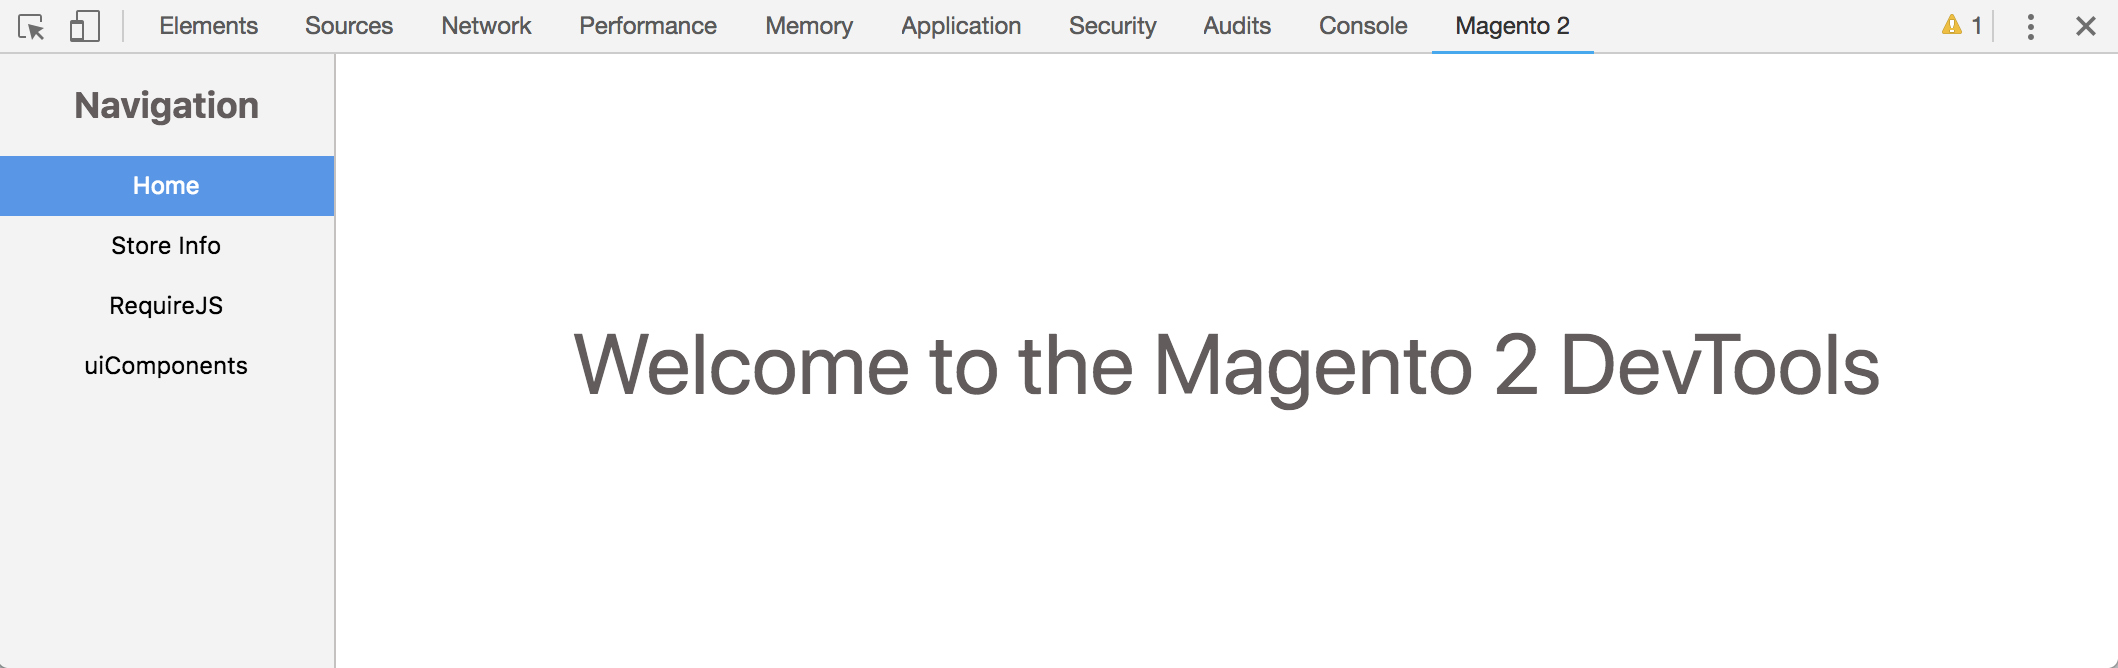 Elements Sources Network Performance Memory Application Security Audits Console Magento 2 1
Navigation
Home
Store Info
RequireJS
uiComponents
Welcome to the Magento 2 DevTools